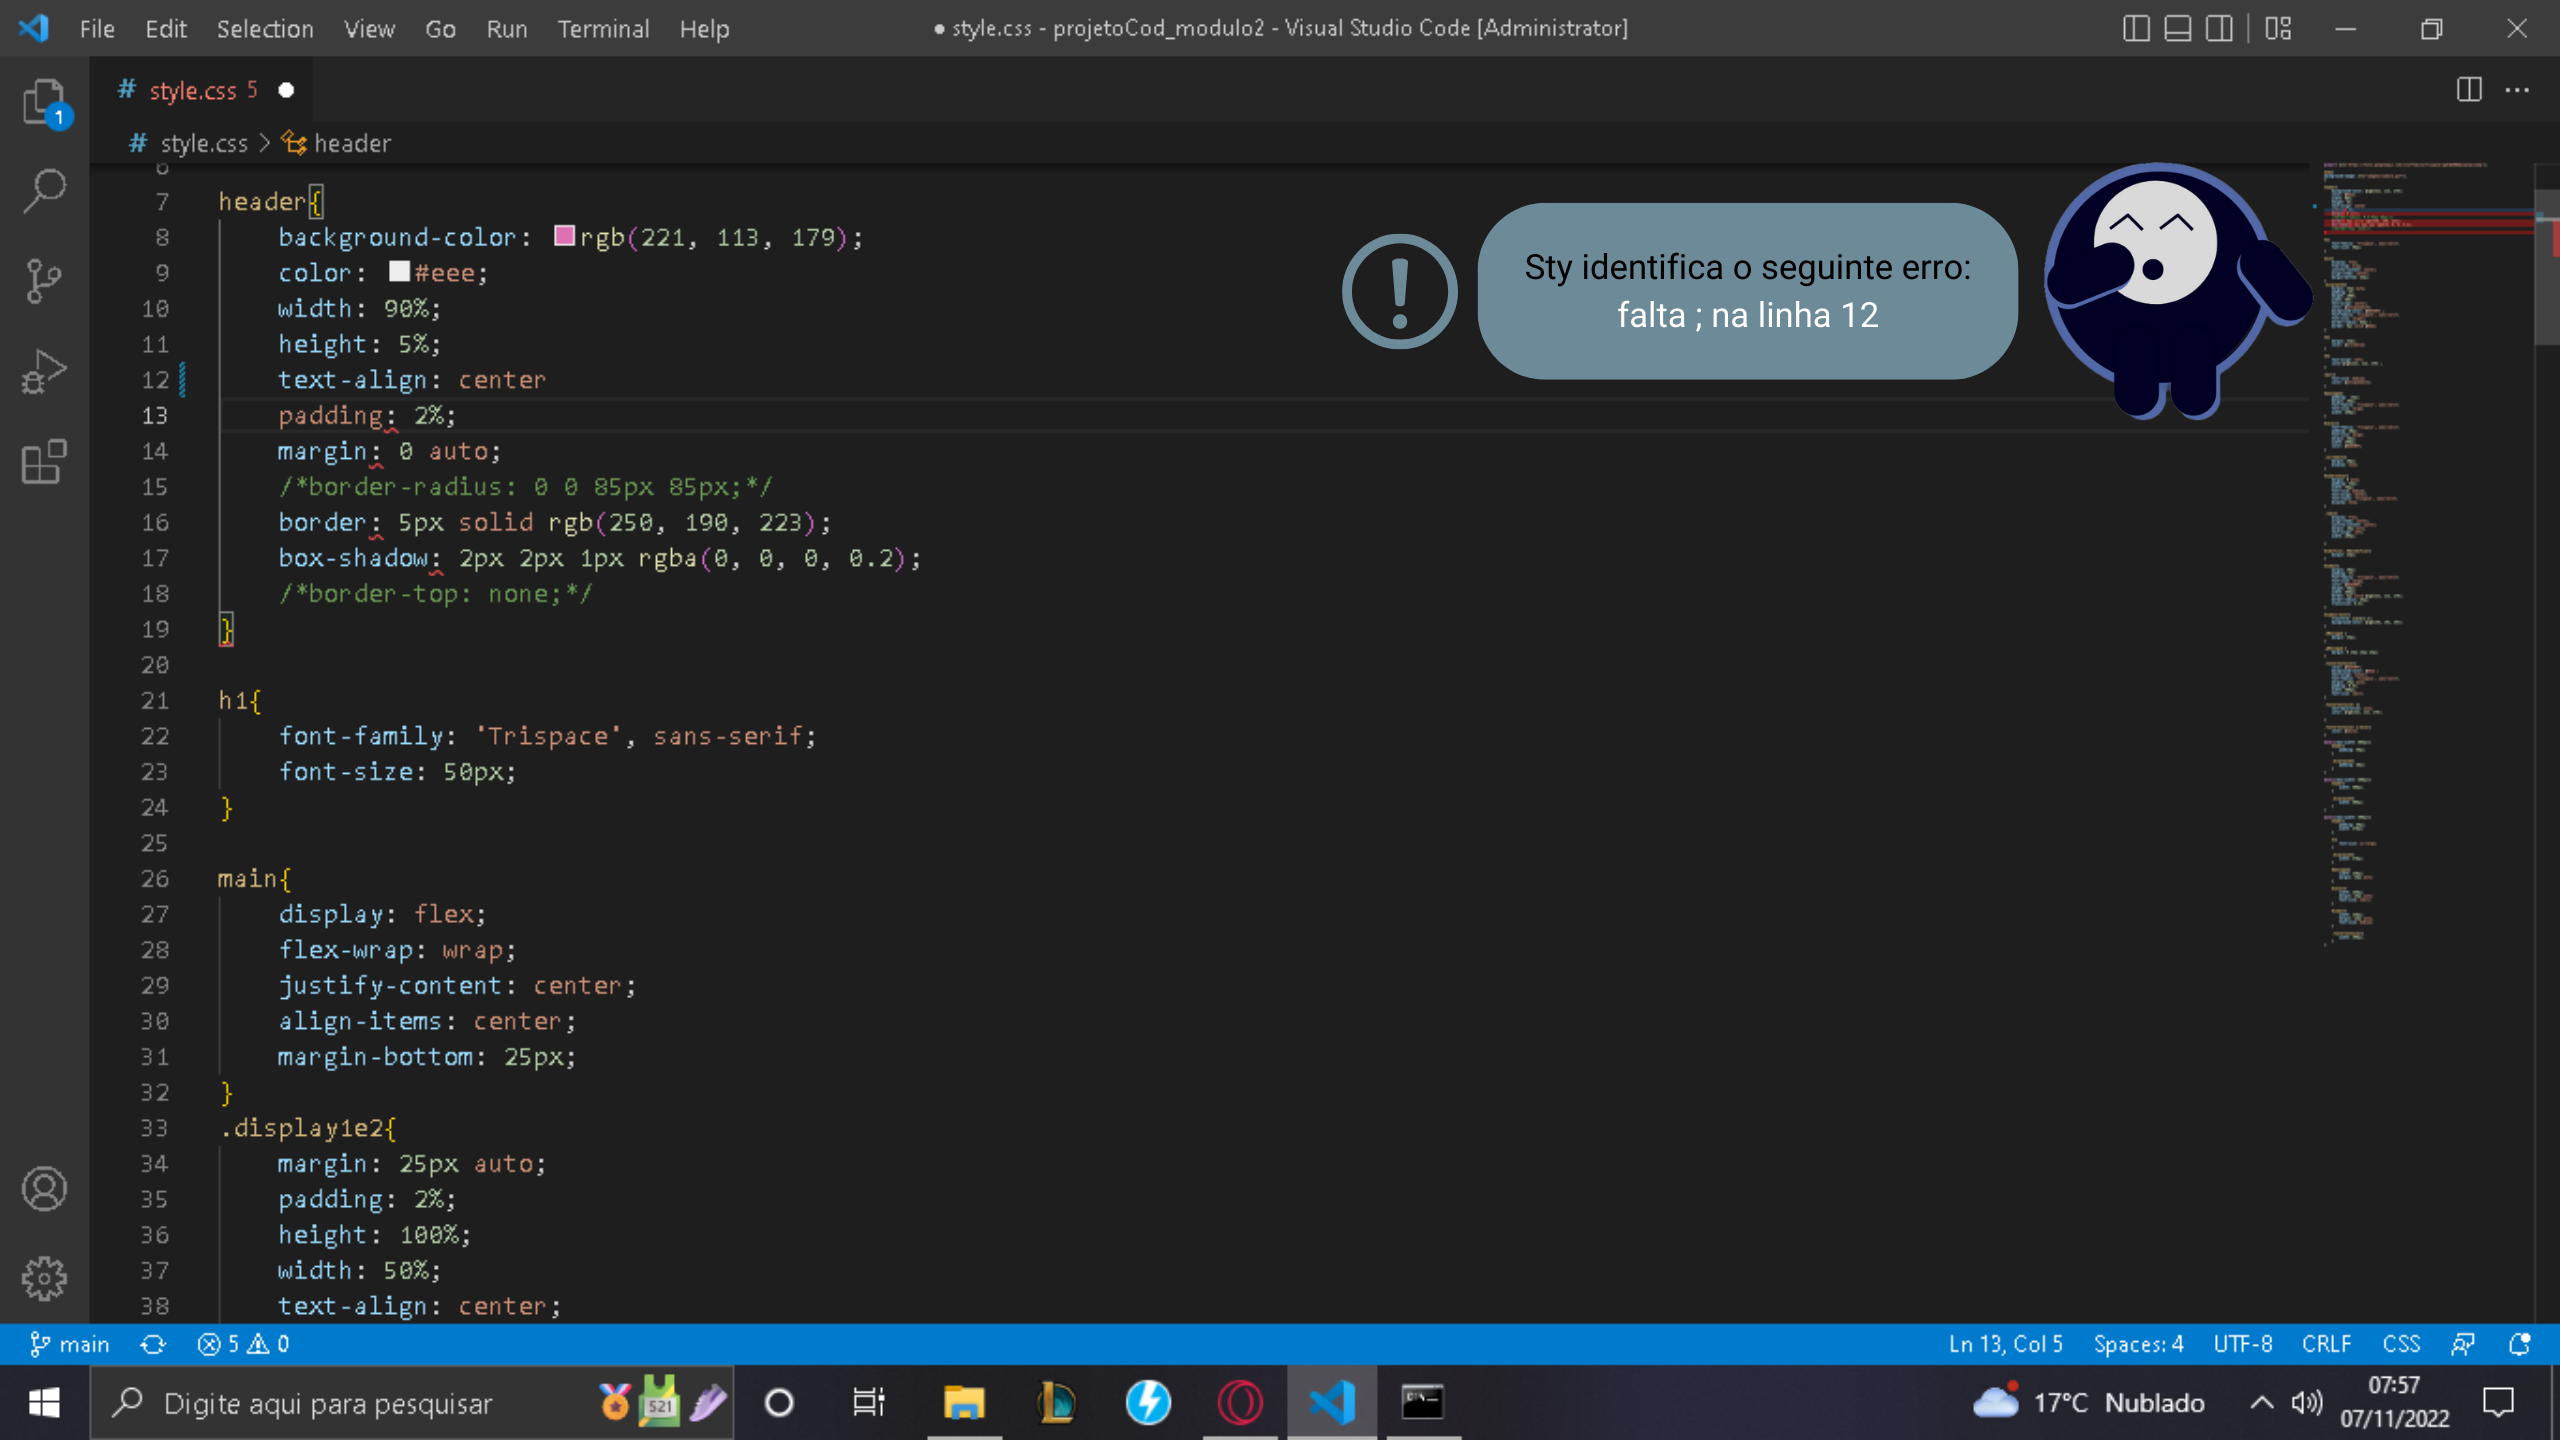 File Edit Selection View Go Run Terminal Help
● style.css - projetoCod_modulo2 - Visual Studio Code [Administrator]
# style.css 5 ●
1
# style.css > header
6
7 header{
8 background-color: rgb(221, 113, 179);
9 color: #eee;
10 width: 90%;
11 height: 5%;
12 text-align: center
13 padding: 2%;
14 margin: 0 auto;
15 /*border-radius: 0 0 85px 85px;*/
16 border: 5px solid rgb(250, 190, 223);
17 box-shadow: 2px 2px 1px rgba(0, 0, 0, 0.2);
18 /*border-top: none;*/
19 }
20
21 h1{
22 font-family: 'Trispace', sans-serif;
23 font-size: 50px;
24 }
25
26 main{
27 display: flex;
28 flex-wrap: wrap;
29 justify-content: center;
30 align-items: center;
31 margin-bottom: 25px;
32 }
33 .display1e2{
34 margin: 25px auto;
35 padding: 2%;
36 height: 100%;
37 width: 50%;
38 text-align: center;
!
Sty identifica o seguinte erro:
falta ; na linha 12
main 5 0 Ln 13, Col 5 Spaces: 4 UTF-8 CRLF CSS
Digite aqui para pesquisar
521
17°C Nublado
07:57
07/11/2022